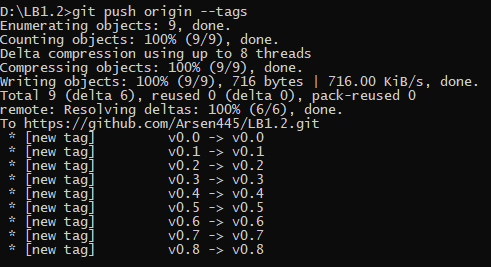 D:\LB1.2>git push origin --tags
Enumerating objects: 9, done.
Counting objects: 100% (9/9), done.
Delta compression using up to 8 threads
Compressing objects: 100% (9/9), done.
Writing objects: 100% (9/9), 716 bytes | 716.00 KiB/s, done.
Total 9 (delta 6), reused 0 (delta 0), pack-reused 0
remote: Resolving deltas: 100% (6/6), done.
To https://github.com/Arsen445/LB1.2.git
 * [new tag]         v0.0 -> v0.0
 * [new tag]         v0.1 -> v0.1
 * [new tag]         v0.2 -> v0.2
 * [new tag]         v0.3 -> v0.3
 * [new tag]         v0.4 -> v0.4
 * [new tag]         v0.5 -> v0.5
 * [new tag]         v0.6 -> v0.6
 * [new tag]         v0.7 -> v0.7
 * [new tag]         v0.8 -> v0.8